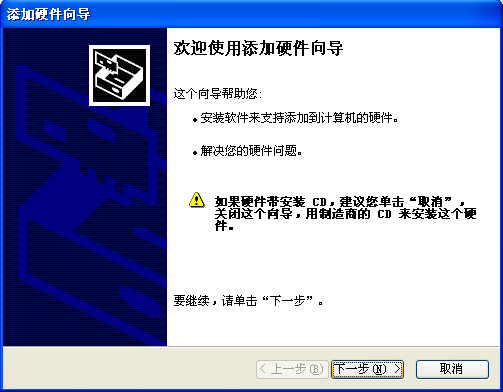 添加硬件向导
欢迎使用添加硬件向导
这个向导帮助您:
•安装软件来支持添加到计算机的硬件。
•解决您的硬件问题。
如果硬件带安装 CD，建议您单击“取消”，
关闭这个向导，用制造商的 CD 来安装这个硬
件。
要继续，请单击“下一步”。
< 上一步(B) 下一步(N) > 取消